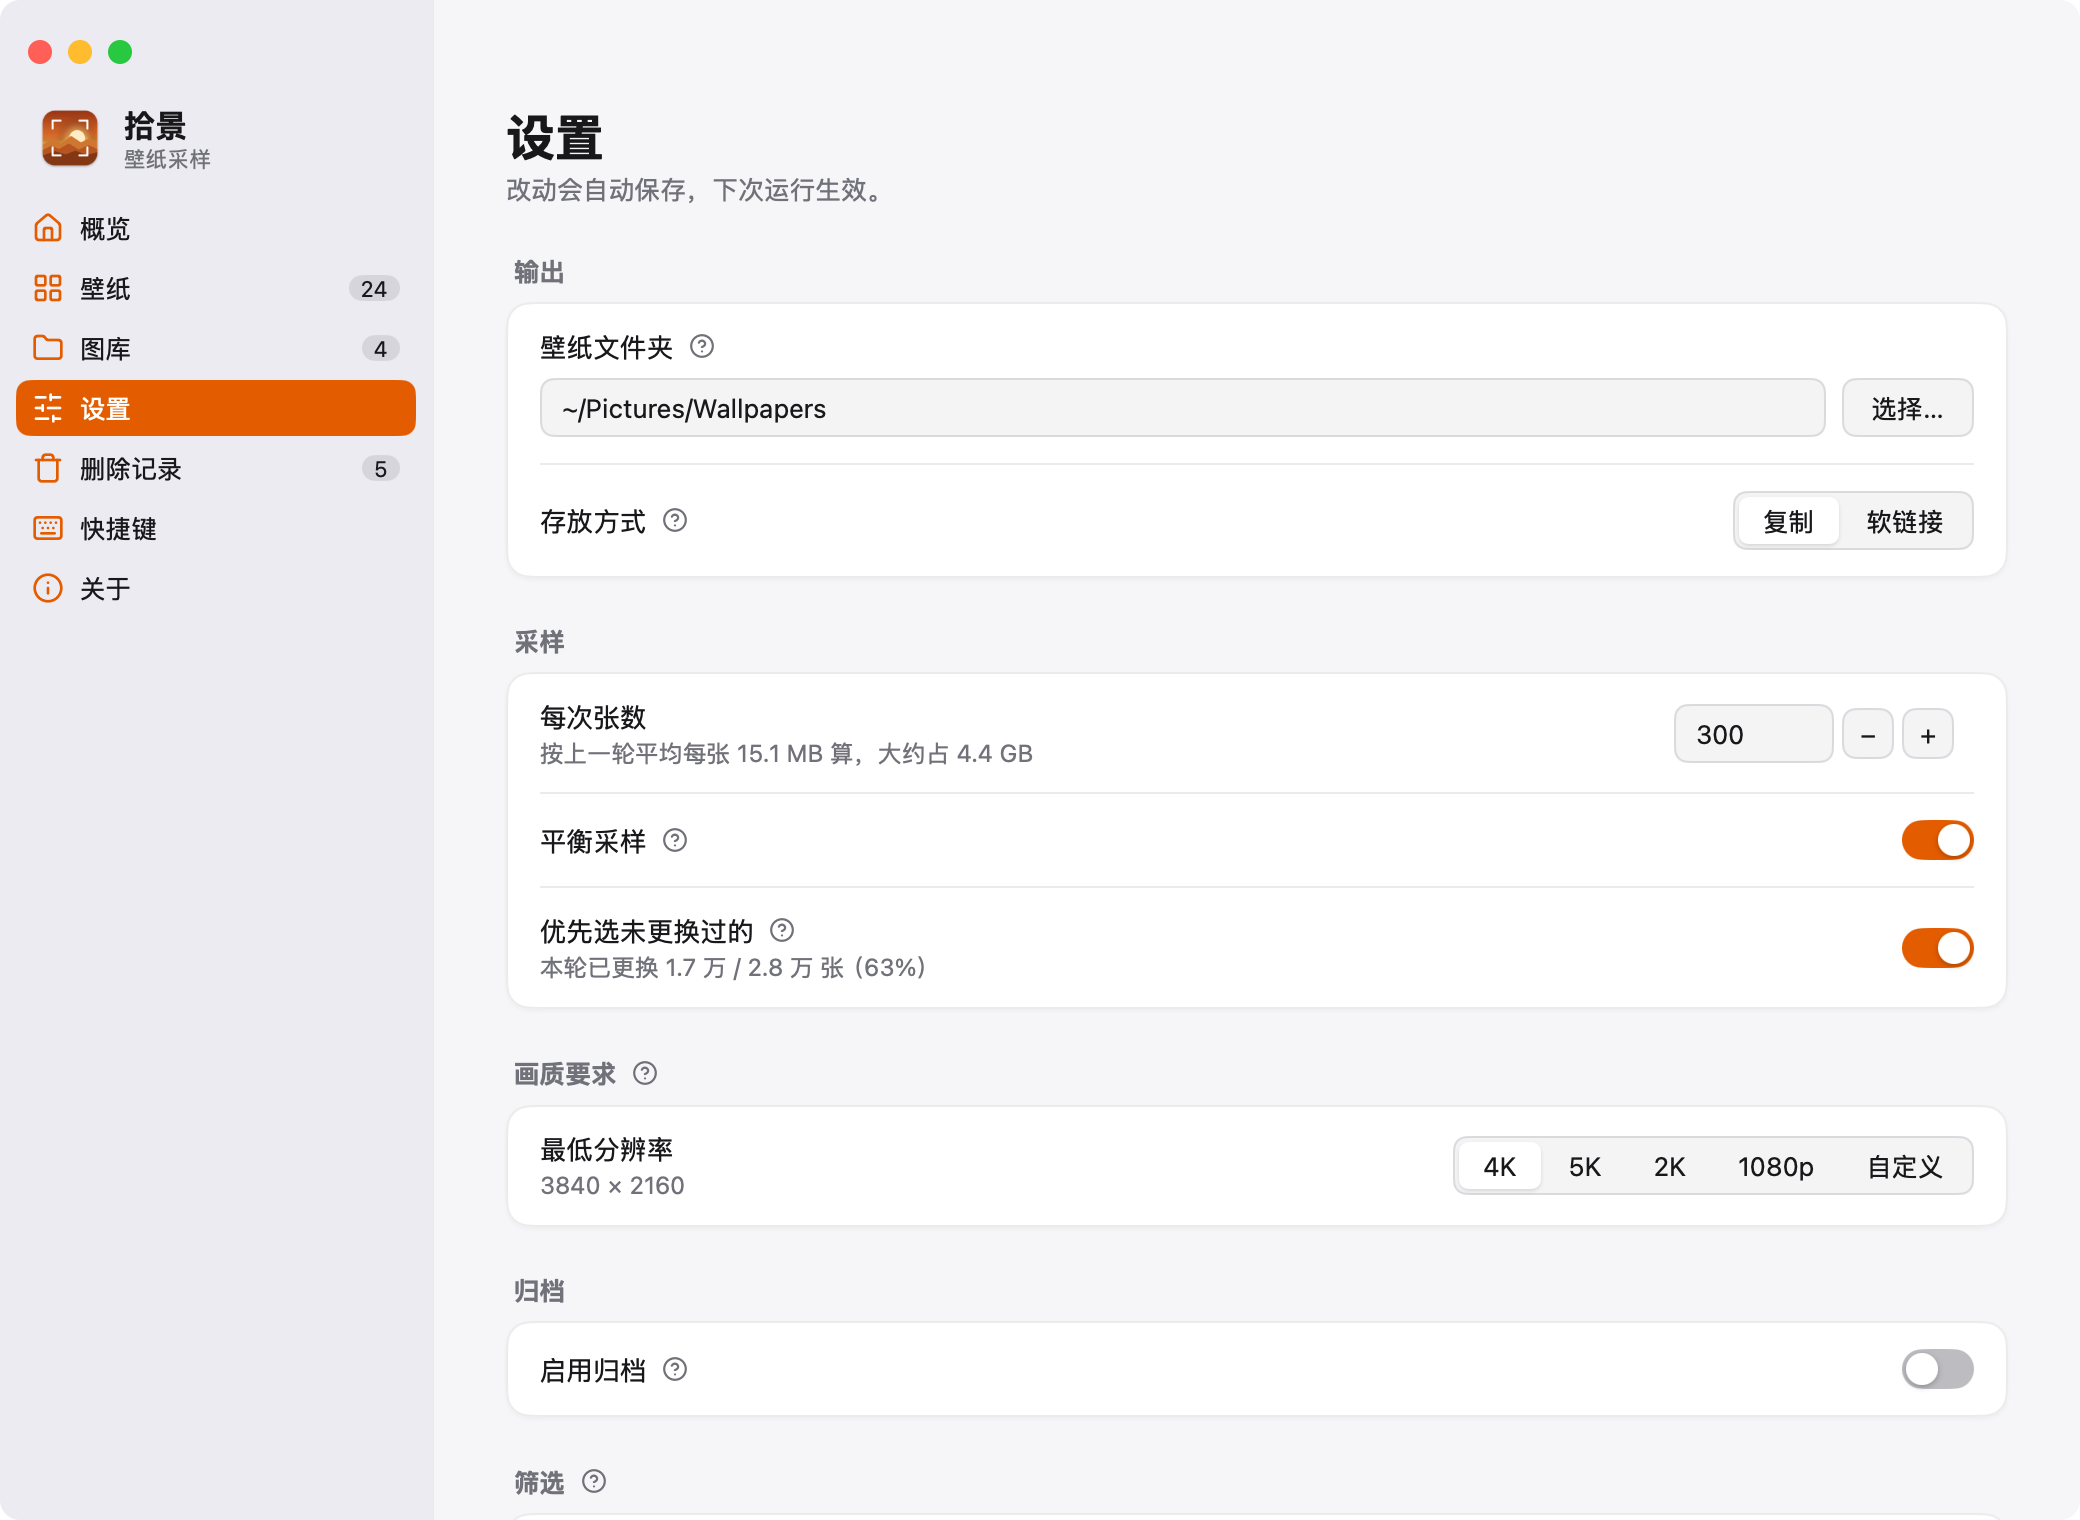 拾景
壁纸采样
概览
壁纸 24
图库 4
设置
删除记录 5
快捷键
关于
设置
改动会自动保存，下次运行生效。
输出
壁纸文件夹
~/Pictures/Wallpapers 选择...
存放方式 复制 软链接
采样
每次张数
按上一轮平均每张 15.1 MB 算，大约占 4.4 GB
300 − +
平衡采样
优先选未更换过的
本轮已更换 1.7 万 / 2.8 万 张（63%）
画质要求
最低分辨率
3840 × 2160
4K 5K 2K 1080p 自定义
归档
启用归档
筛选